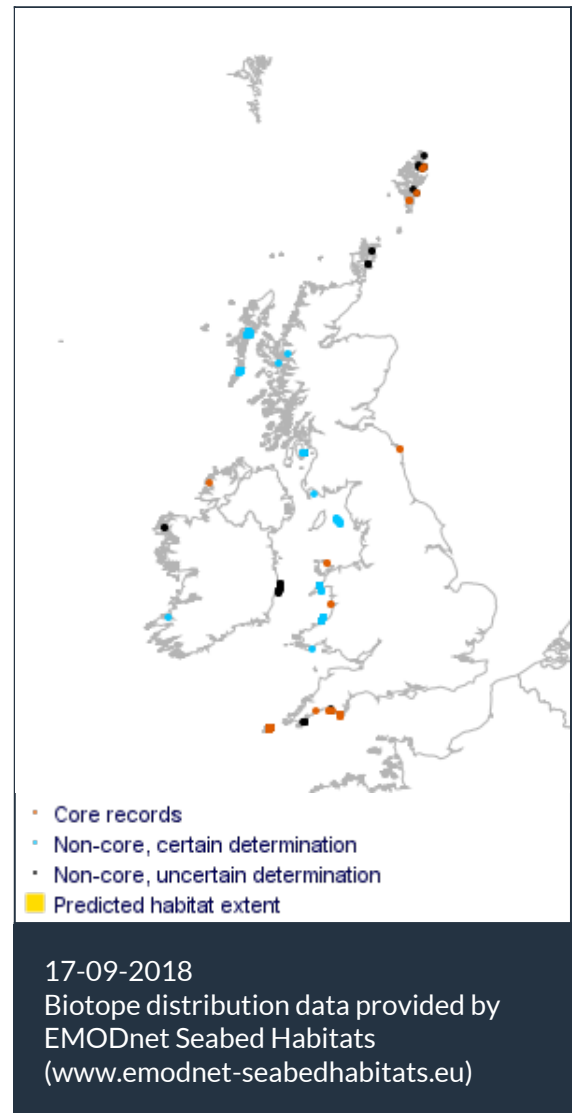 Core records
Non-core, certain determination
Non-core, uncertain determination
Predicted habitat extent
17-09-2018
Biotope distribution data provided by
EMODnet Seabed Habitats
(www.emodnet-seabedhabitats.eu)